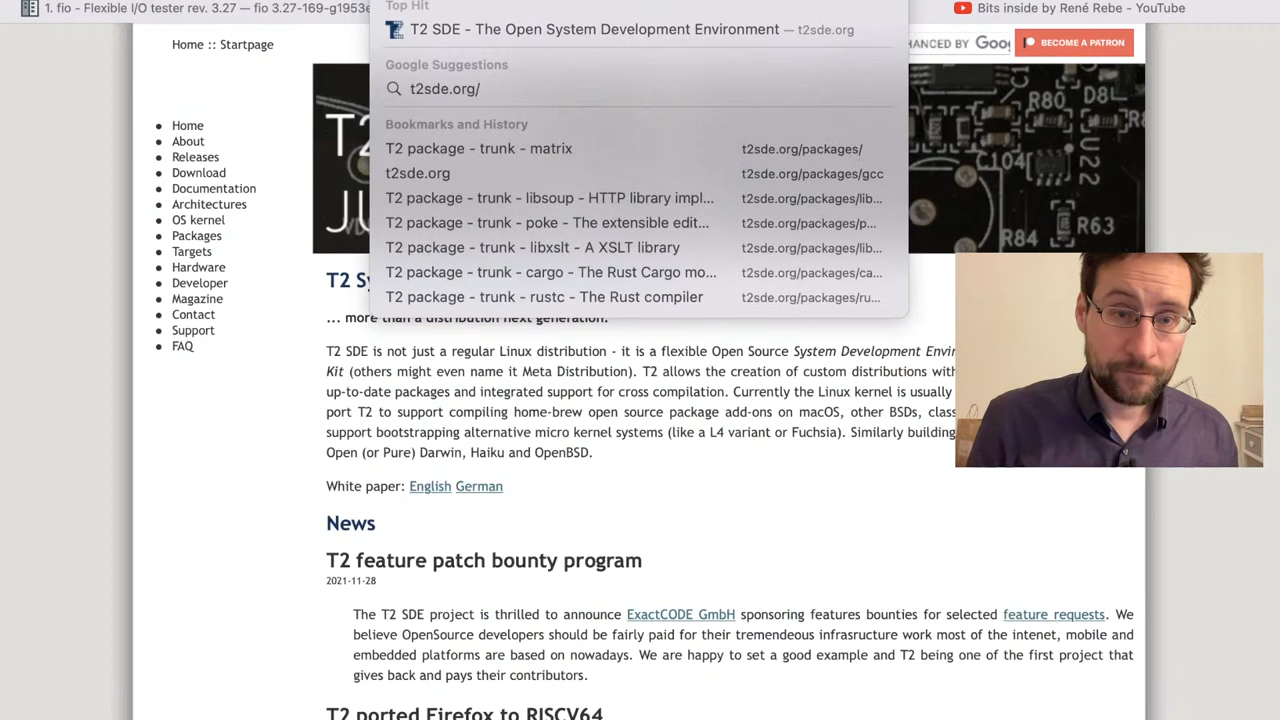 Top Hit
1. fio - Flexible I/O tester rev. 3.27 — fio 3.27-169-g1953e
Bits inside by René Rebe - YouTube
T2 SDE - The Open System Development Environment — t2sde.org
Home :: Startpage
HANCED BY Goo
BECOME A PATRON
Google Suggestions
t2sde.org/
Bookmarks and History
T2 package - trunk - matrix t2sde.org/packages/
t2sde.org t2sde.org/packages/gcc
T2 package - trunk - libsoup - HTTP library impl... t2sde.org/packages/lib...
T2 package - trunk - poke - The extensible edit... t2sde.org/packages/p...
T2 package - trunk - libxslt - A XSLT library t2sde.org/packages/lib...
T2 package - trunk - cargo - The Rust Cargo mo... t2sde.org/packages/ca...
T2 package - trunk - rustc - The Rust compiler t2sde.org/packages/ru...
Home
About
Releases
Download
Documentation
Architectures
OS kernel
Packages
Targets
Hardware
Developer
Magazine
Contact
Support
FAQ
T2
JU
R80
D8
C104
U22
R84
R63
T2 Sy
... more than a distribution next generation.
T2 SDE is not just a regular Linux distribution - it is a flexible Open Source System Development Envir
Kit (others might even name it Meta Distribution). T2 allows the creation of custom distributions with
up-to-date packages and integrated support for cross compilation. Currently the Linux kernel is usually
port T2 to support compiling home-brew open source package add-ons on macOS, other BSDs, class
support bootstrapping alternative micro kernel systems (like a L4 variant or Fuchsia). Similarly building
Open (or Pure) Darwin, Haiku and OpenBSD.
White paper: English German
News
T2 feature patch bounty program
2021-11-28
The T2 SDE project is thrilled to announce ExactCODE GmbH sponsoring features bounties for selected feature requests. We
believe OpenSource developers should be fairly paid for their tremendeous infrasructure work most of the intenet, mobile and
embedded platforms are based on nowadays. We are happy to set a good example and T2 being one of the first project that
gives back and pays their contributors.
T2 ported Firefox to RISCV64